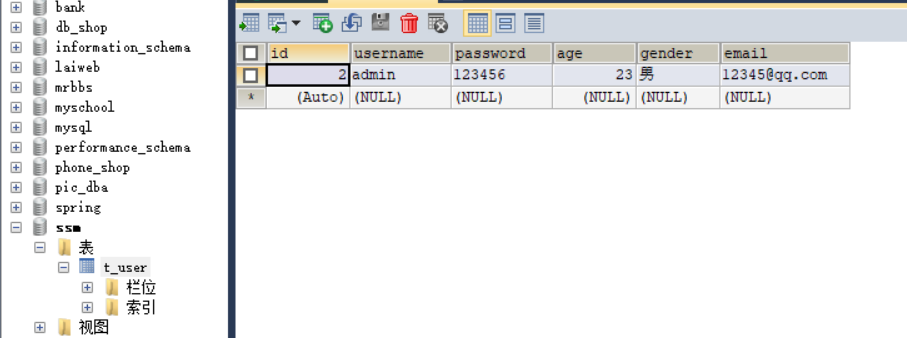 bank
db_shop
information_schema
laiweb
mrbbs
myschool
mysql
performance_schema
phone_shop
pic_dba
spring
ssm
表
t_user
栏位
索引
视图
id username password age gender email
2 admin 123456 23 男 12345@qq.com
* (Auto) (NULL) (NULL) (NULL) (NULL) (NULL)